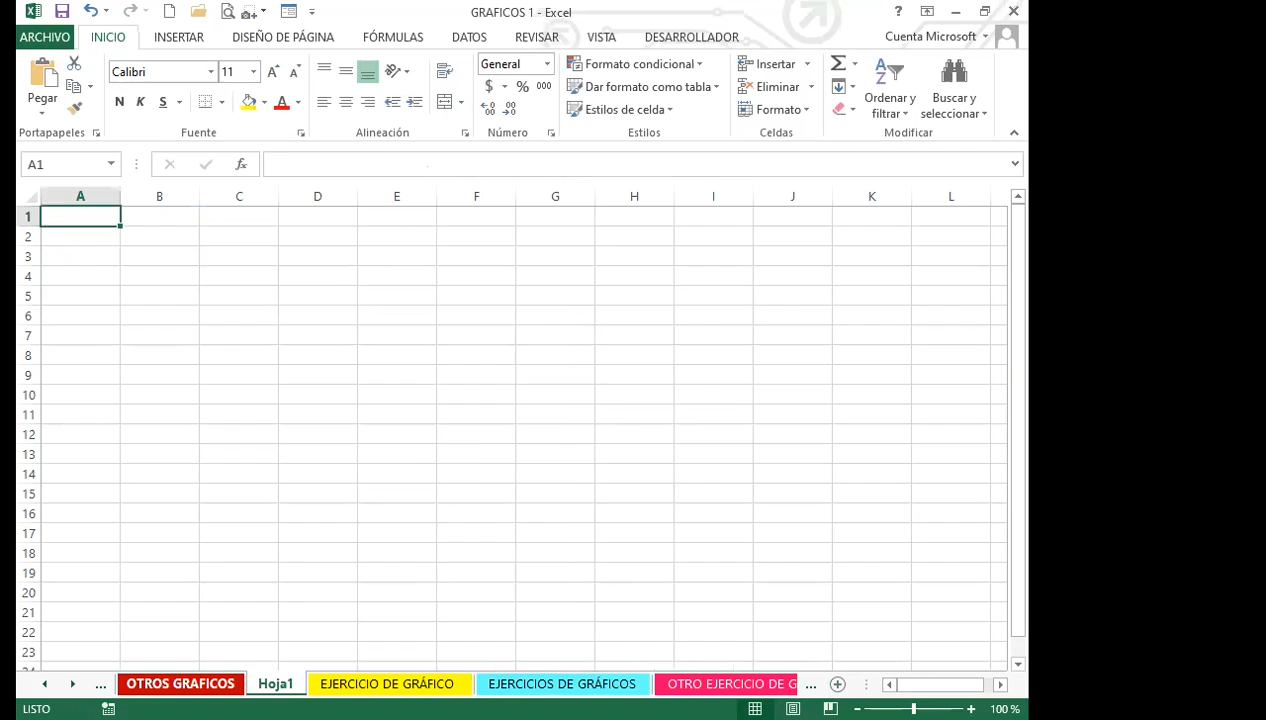 GRAFICOS 1 - Excel
?
ARCHIVO INICIO INSERTAR DISEÑO DE PÁGINA FÓRMULAS DATOS REVISAR VISTA DESARROLLADOR Cuenta Microsoft
Pegar
Portapapeles
Calibri 11
N K S A
Fuente
Alineación
General
$ % 000
Número
Formato condicional
Dar formato como tabla
Estilos de celda
Estilos
Insertar
Eliminar
Formato
Celdas
Σ
Ordenar y filtrar
Buscar y seleccionar
Modificar
A1 fx
A B C D E F G H I J K L
1
2
3
4
5
6
7
8
9
10
11
12
13
14
15
16
17
18
19
20
21
22
23
24
... OTROS GRAFICOS Hoja1 EJERCICIO DE GRÁFICO EJERCICIOS DE GRÁFICOS OTRO EJERCICIO DE G ...
LISTO 100 %